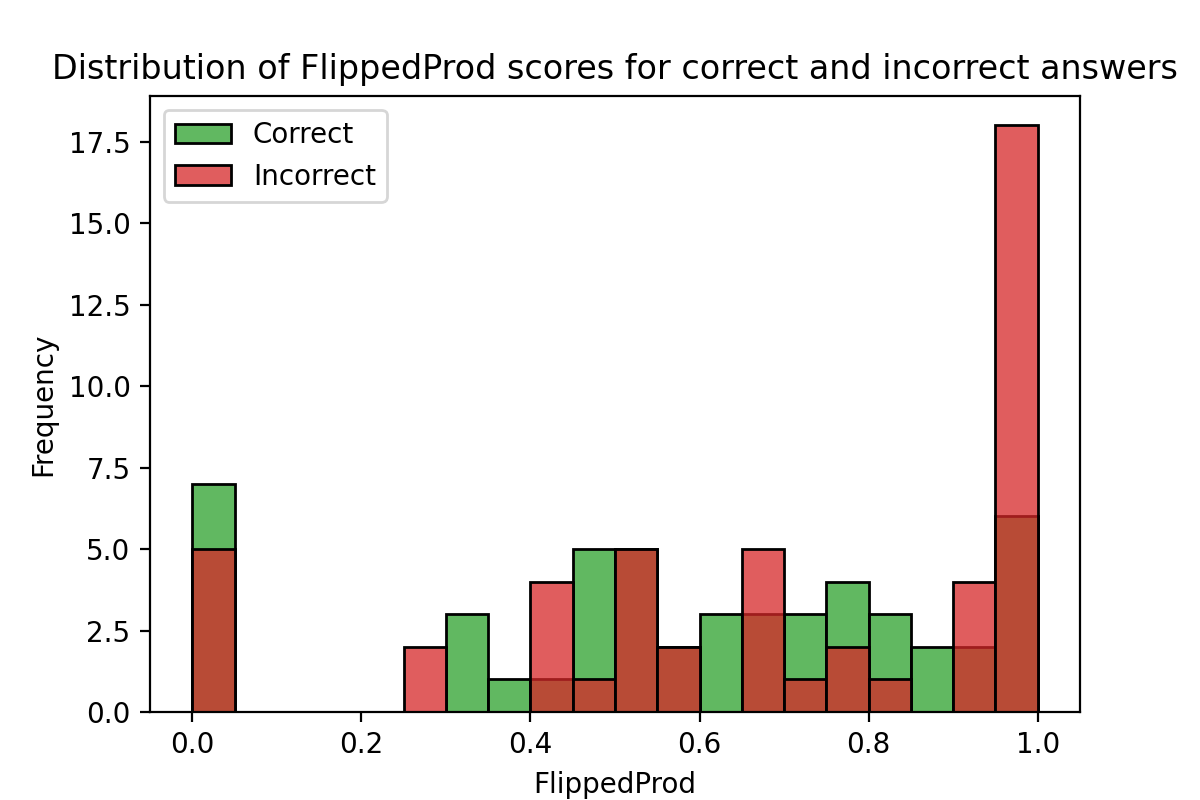 Distribution of FlippedProd scores for correct and incorrect answers
Correct
Incorrect
17.5
15.0
12.5
10.0
7.5
5.0
2.5
0.0
Frequency
0.0 0.2 0.4 0.6 0.8 1.0
FlippedProd